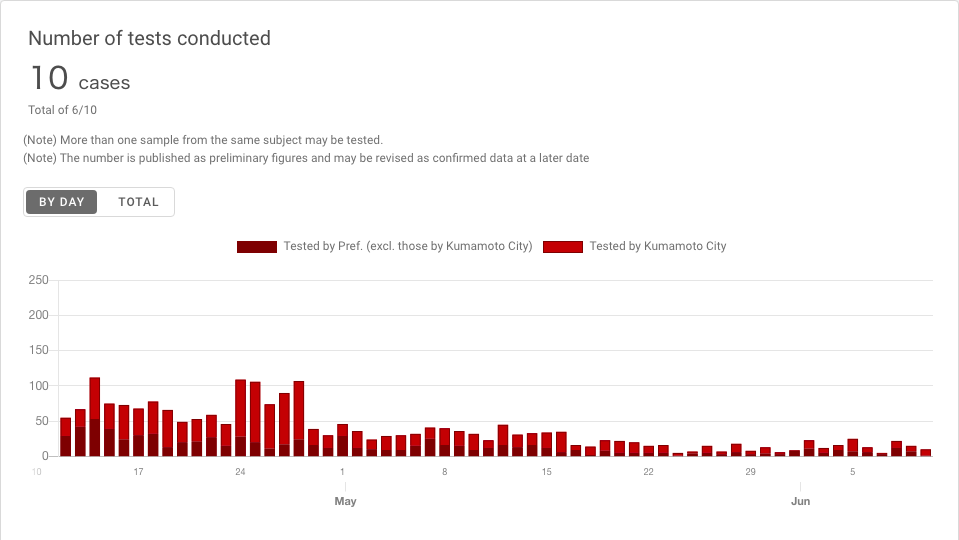 Number of tests conducted
10 cases
Total of 6/10
(Note) More than one sample from the same subject may be tested.
(Note) The number is published as preliminary figures and may be revised as confirmed data at a later date
BY DAY TOTAL
Tested by Pref. (excl. those by Kumamoto City) Tested by Kumamoto City
250
200
150
100
50
0
10 17 24 1 8 15 22 29 5
May Jun